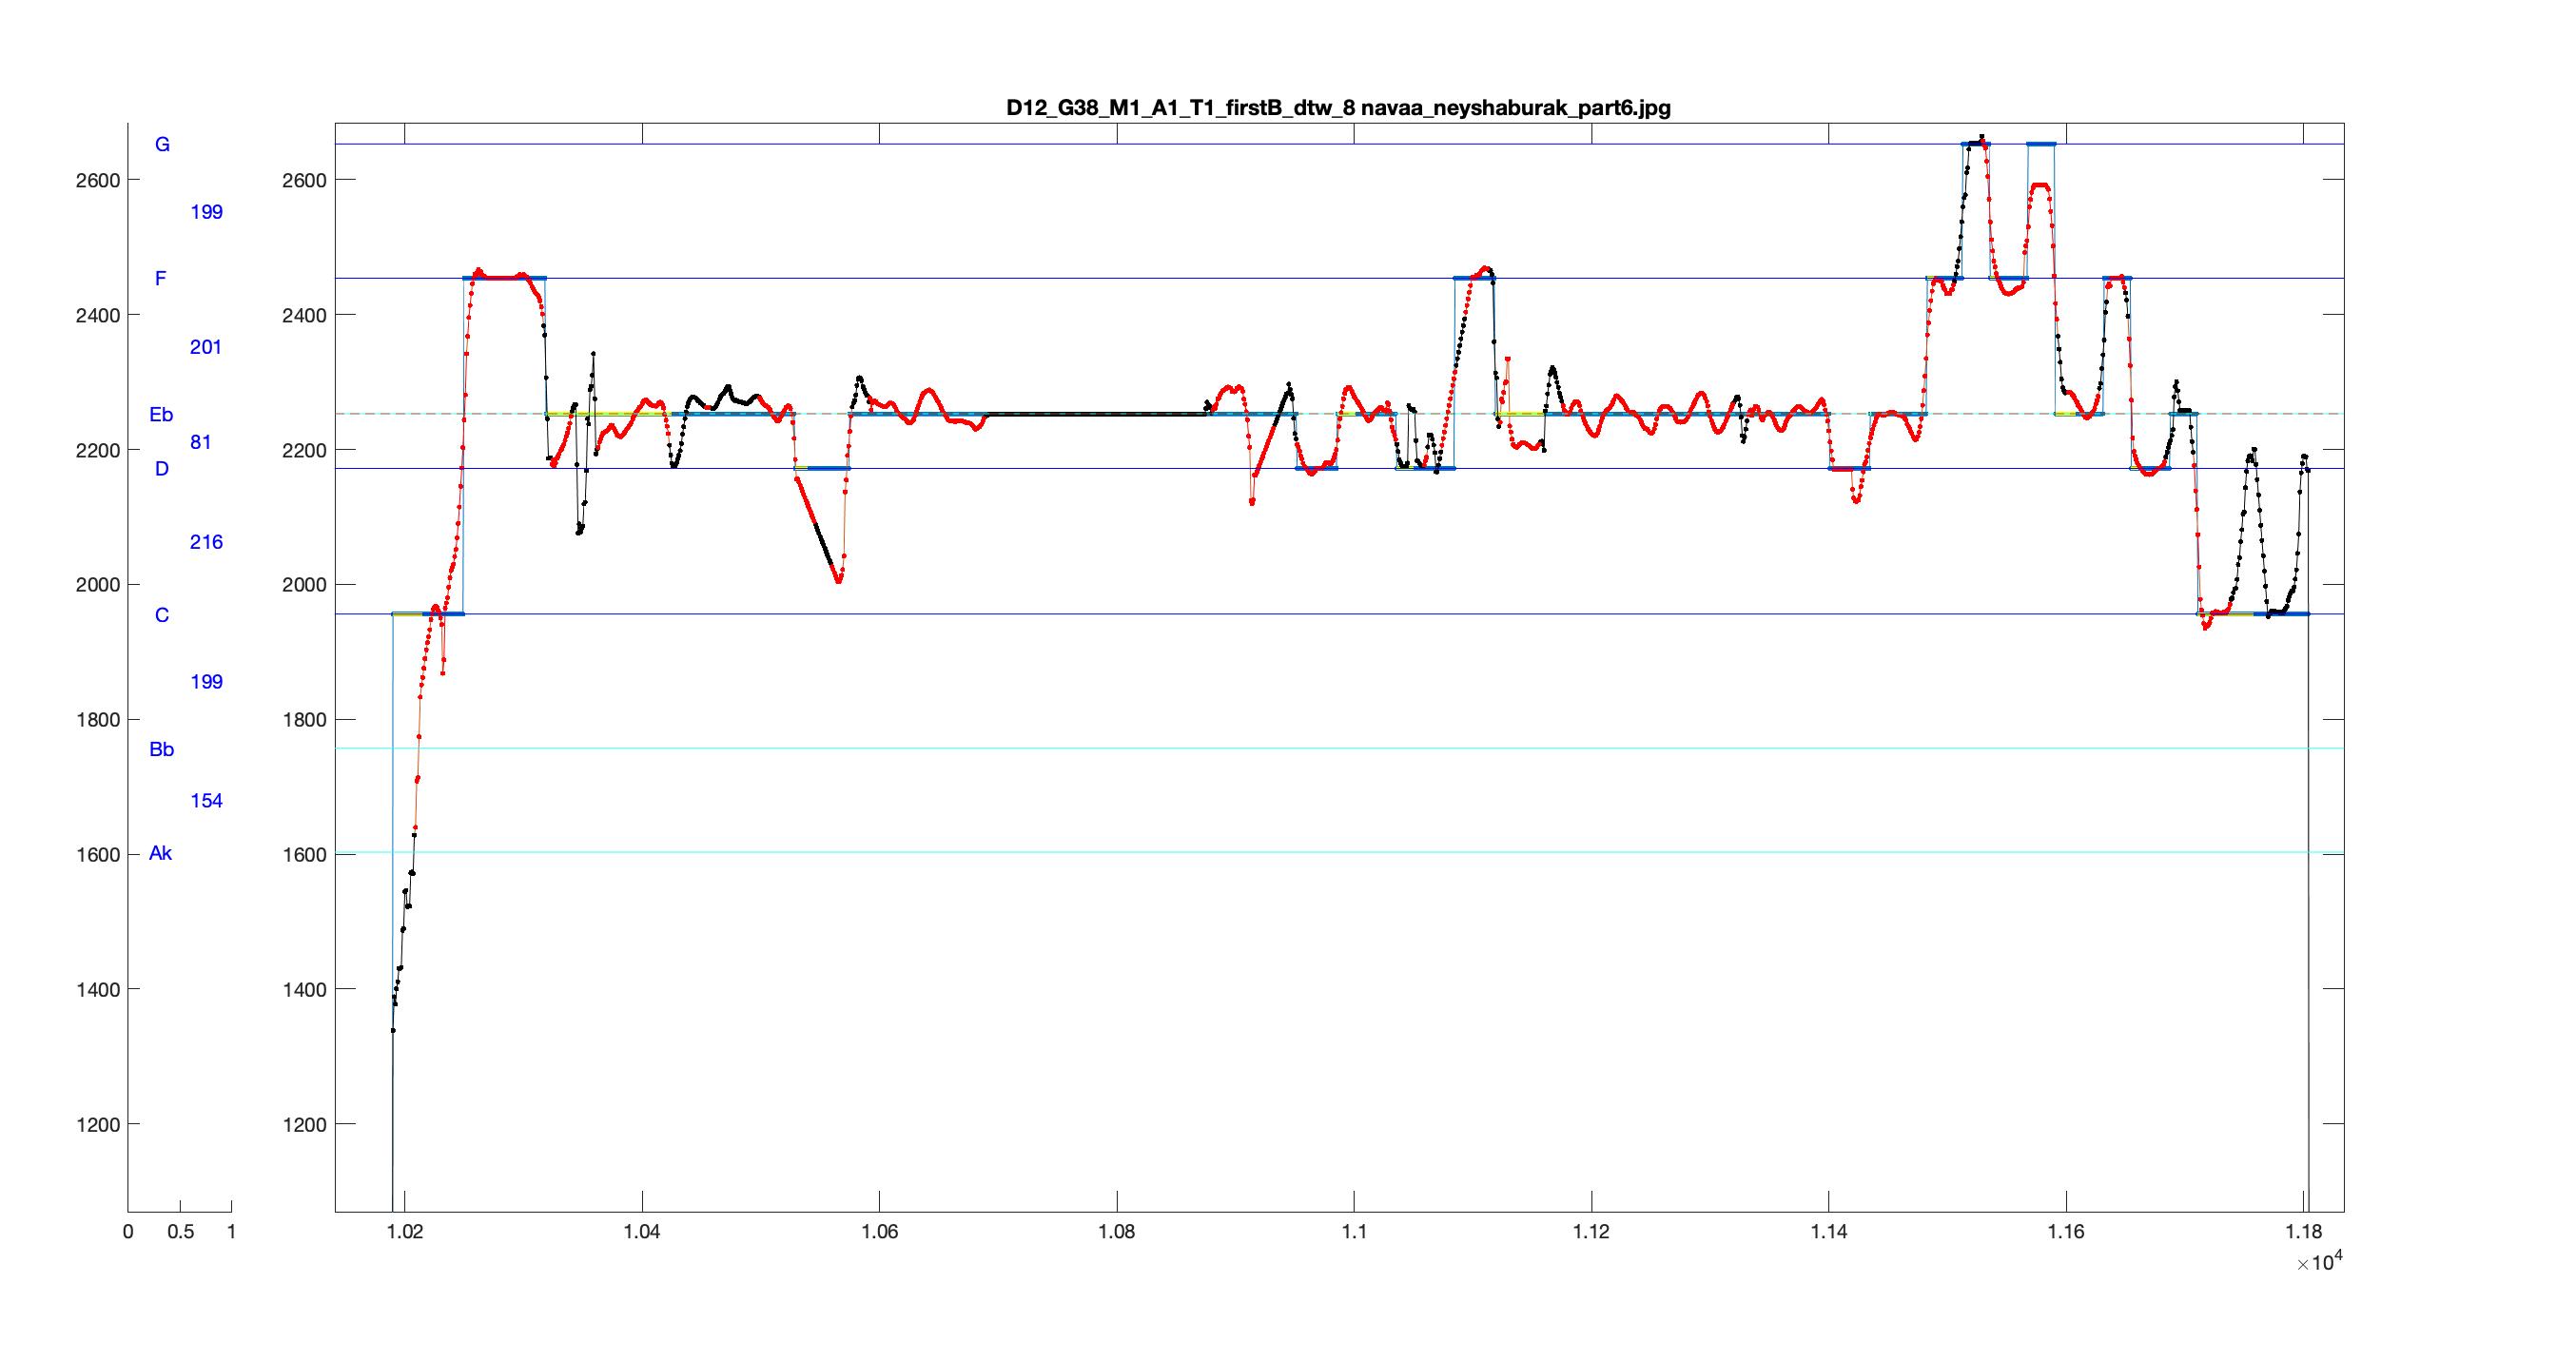 D12_G38_M1_A1_T1_firstB_dtw_8 navaa_neyshaburak_part6.jpg
G
2600 2600
199
F
2400 2400
201
Eb
81
2200 2200
D
216
2000 2000
C
199
1800 1800
Bb
154
1600 1600
Ak
1400 1400
1200 1200
0 0.5 1 1.02 1.04 1.06 1.08 1.1 1.12 1.14 1.16 1.18
×10⁴